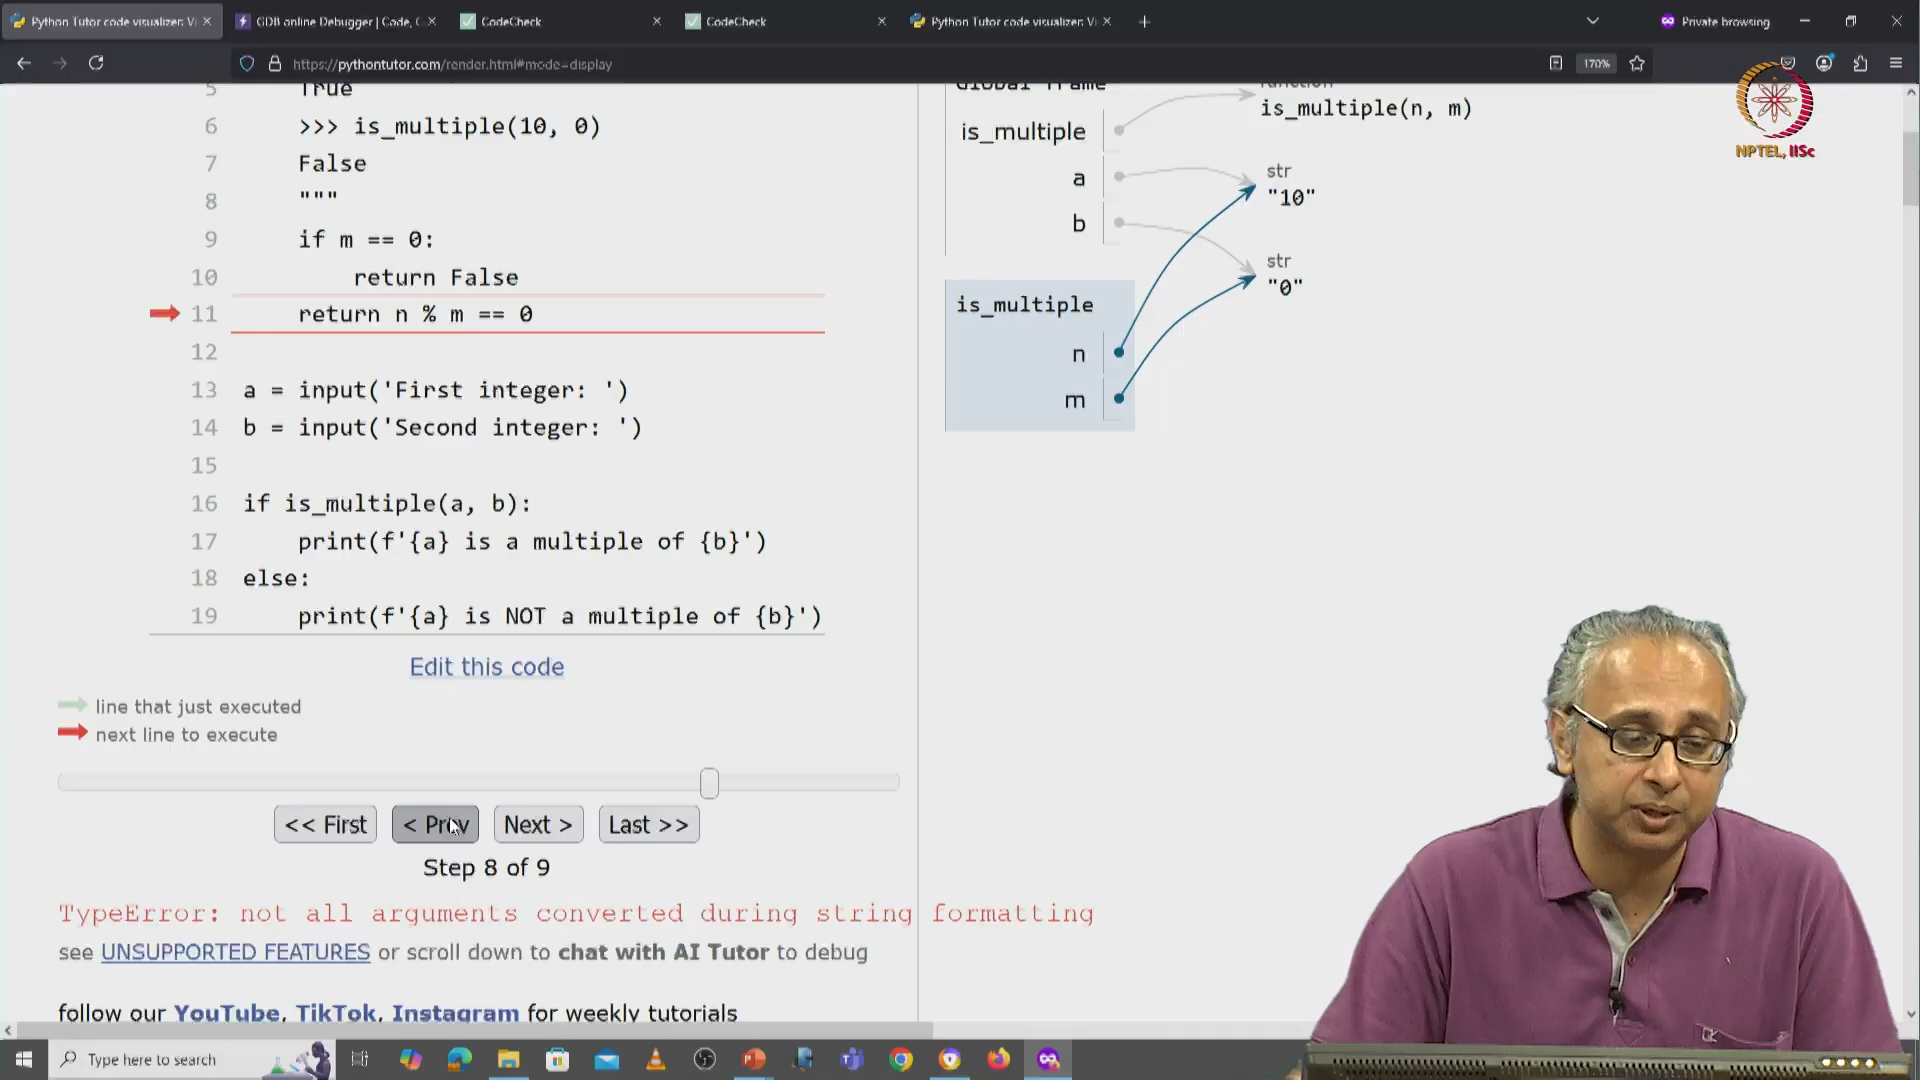 Python Tutor code visualizer: Vi
GDB online Debugger | Code, C
CodeCheck
CodeCheck
Python Tutor code visualizer: Vi
Private browsing
https://pythontutor.com/render.html#mode=display
170%
5 True
6 >>> is_multiple(10, 0)
7 False
8 """
9 if m == 0:
10 return False
11 return n % m == 0
12
13 a = input('First integer: ')
14 b = input('Second integer: ')
15
16 if is_multiple(a, b):
17 print(f'{a} is a multiple of {b}')
18 else:
19 print(f'{a} is NOT a multiple of {b}')
Edit this code
line that just executed
next line to execute
<< First < Prev Next > Last >>
Step 8 of 9
TypeError: not all arguments converted during string formatting
see UNSUPPORTED FEATURES or scroll down to chat with AI Tutor to debug
follow our YouTube, TikTok, Instagram for weekly tutorials
Global frame
is_multiple
a
b
function
is_multiple(n, m)
str
"10"
str
"0"
is_multiple
n
m
NPTEL, IISc
Type here to search